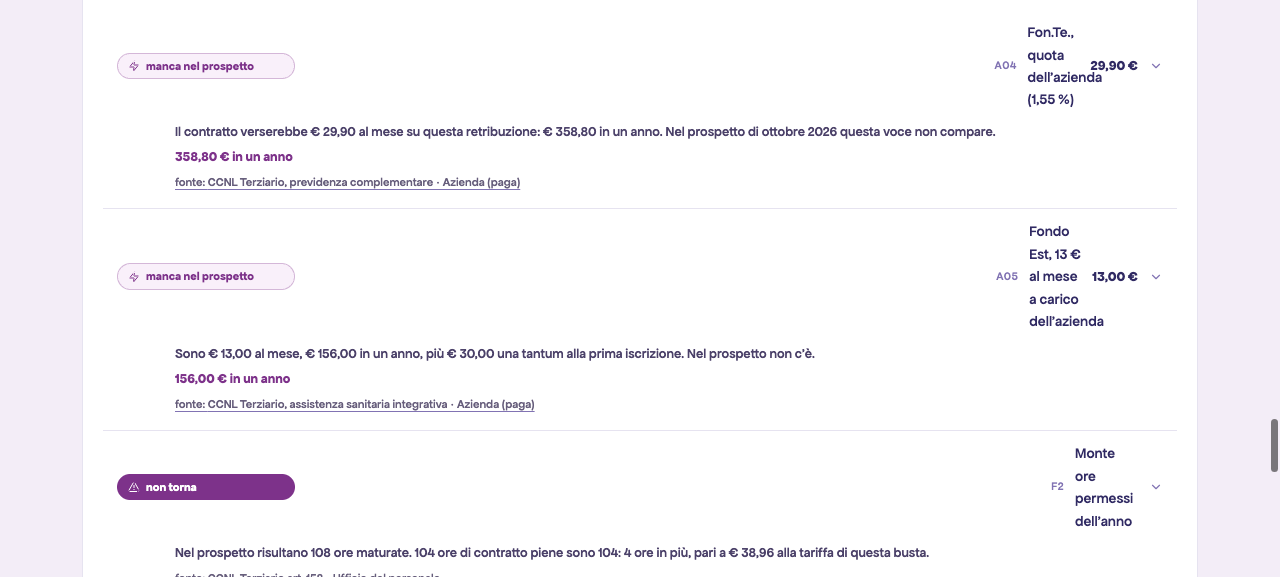 manca nel prospetto
A04
Fon.Te.,
quota
dell'azienda
(1,55 %)
29,90 €
Il contratto verserebbe € 29,90 al mese su questa retribuzione: € 358,80 in un anno. Nel prospetto di ottobre 2026 questa voce non compare.
358,80 € in un anno
fonte: CCNL Terziario, previdenza complementare · Azienda (paga)
manca nel prospetto
A05
Fondo
Est, 13 €
al mese
a carico
dell'azienda
13,00 €
Sono € 13,00 al mese, € 156,00 in un anno, più € 30,00 una tantum alla prima iscrizione. Nel prospetto non c'è.
156,00 € in un anno
fonte: CCNL Terziario, assistenza sanitaria integrativa · Azienda (paga)
non torna
F2
Monte
ore
permessi
dell'anno
Nel prospetto risultano 108 ore maturate. 104 ore di contratto piene sono 104: 4 ore in più, pari a € 38,96 alla tariffa di questa busta.